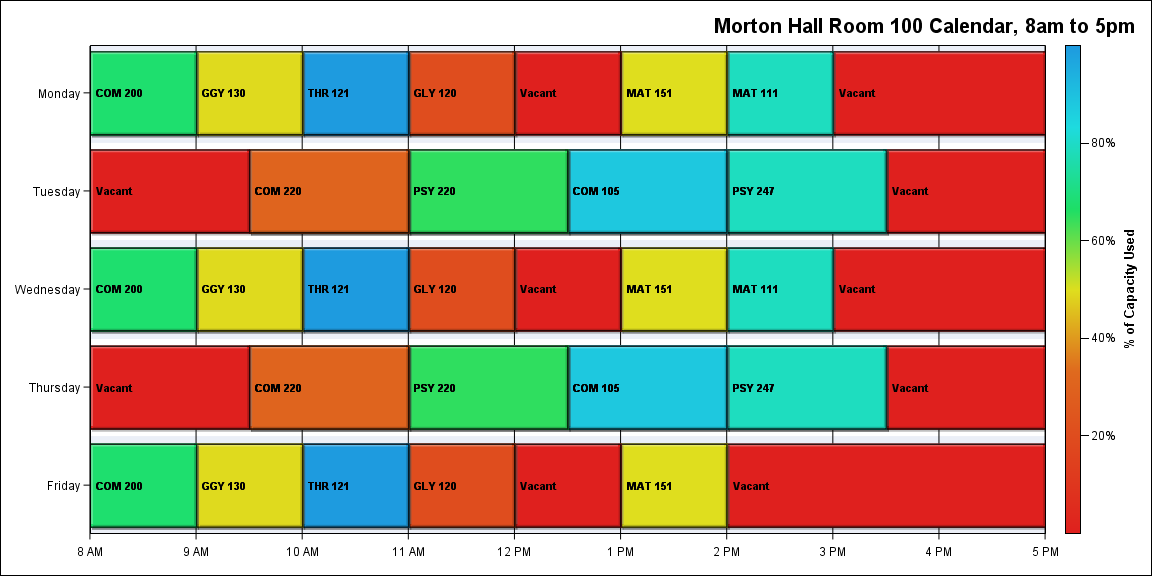 Morton Hall Room 100 Calendar, 8am to 5pm
Monday
COM 200
GGY 130
THR 121
GLY 120
Vacant
MAT 151
MAT 111
Vacant
Tuesday
Vacant
COM 220
PSY 220
COM 105
PSY 247
Vacant
Wednesday
COM 200
GGY 130
THR 121
GLY 120
Vacant
MAT 151
MAT 111
Vacant
Thursday
Vacant
COM 220
PSY 220
COM 105
PSY 247
Vacant
Friday
COM 200
GGY 130
THR 121
GLY 120
Vacant
MAT 151
Vacant
8 AM
9 AM
10 AM
11 AM
12 PM
1 PM
2 PM
3 PM
4 PM
5 PM
80%
60%
40%
20%
% of Capacity Used